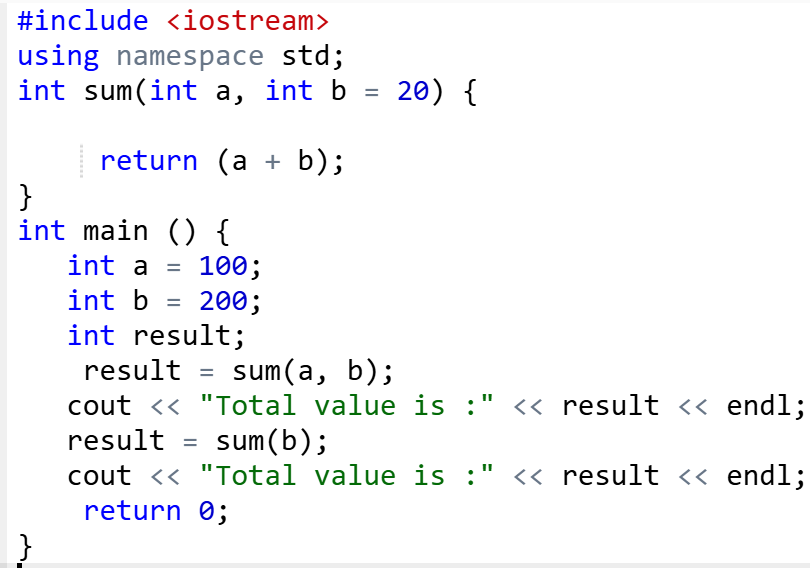 #include <iostream>
using namespace std;
int sum(int a, int b = 20) {
return (a + b);
}
int main () {
int a = 100;
int b = 200;
int result;
result = sum(a, b);
cout << "Total value is :" << result << endl;
result = sum(b);
cout << "Total value is :" << result << endl;
return 0;
}